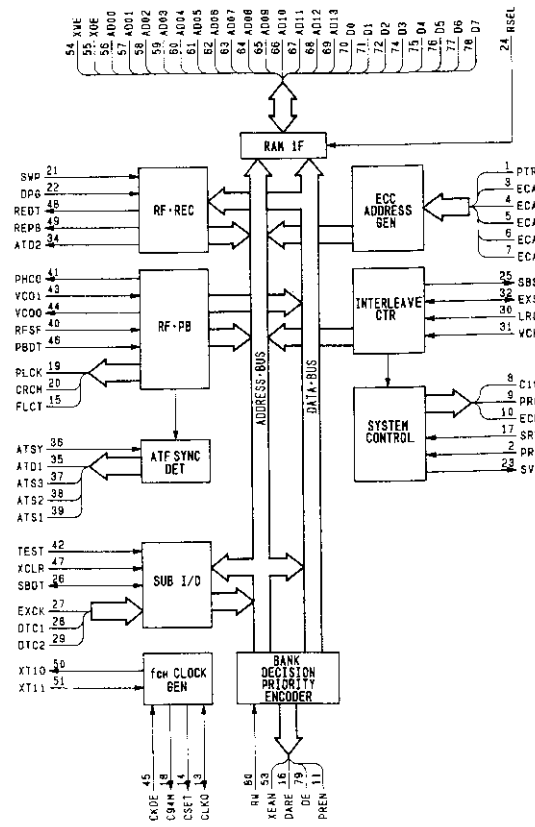 54 XWE
55 XOE
56 AD00
57 AD01
58 AD02
59 AD03
60 AD04
61 AD05
62 AD06
63 AD07
64 AD08
65 AD09
66 AD10
67 AD11
68 AD12
69 AD13
70 D0
71 D1
72 D2
74 D3
75 D4
76 D5
77 D6
78 D7
24 RSEL
RAM IF
SWP 21
DPG 22
REDT 48
REPB 49
ATD2 34
RF·REC
ECC
ADDRESS
GEN
1 PTR
3 ECA
4 ECA
5 ECA
6 ECA
7 ECA
PHCO 41
VCO1 43
VCOO 44
RFSF 40
PBDT 46
PLCK 19
CRCM 20
FLCT 15
RF·PB
INTERLEAVE
CTR
25 SBS
32 EXS
30 LR
31 VC
ADDRESS·BUS
DATA·BUS
SYSTEM
CONTROL
8 C1
9 PR
10 EC
17 SR
2 PR
23 SV
ATSY 36
ATD1 35
ATS3 37
ATS2 38
ATS1 39
ATF SYNC
DET
TEST 42
XCLR 47
SBDT 26
EXCK 27
DTC1 28
DTC2 29
SUB I/O
XT10 50
XT11 51
fCH CLOCK
GEN
BANK
DECISION
PRIORITY
ENCODER
CKOE 45
C94M 18
CSET 14
CLKO 13
RW 80
XEAN 53
DARE 16
DE 79
PREN 11